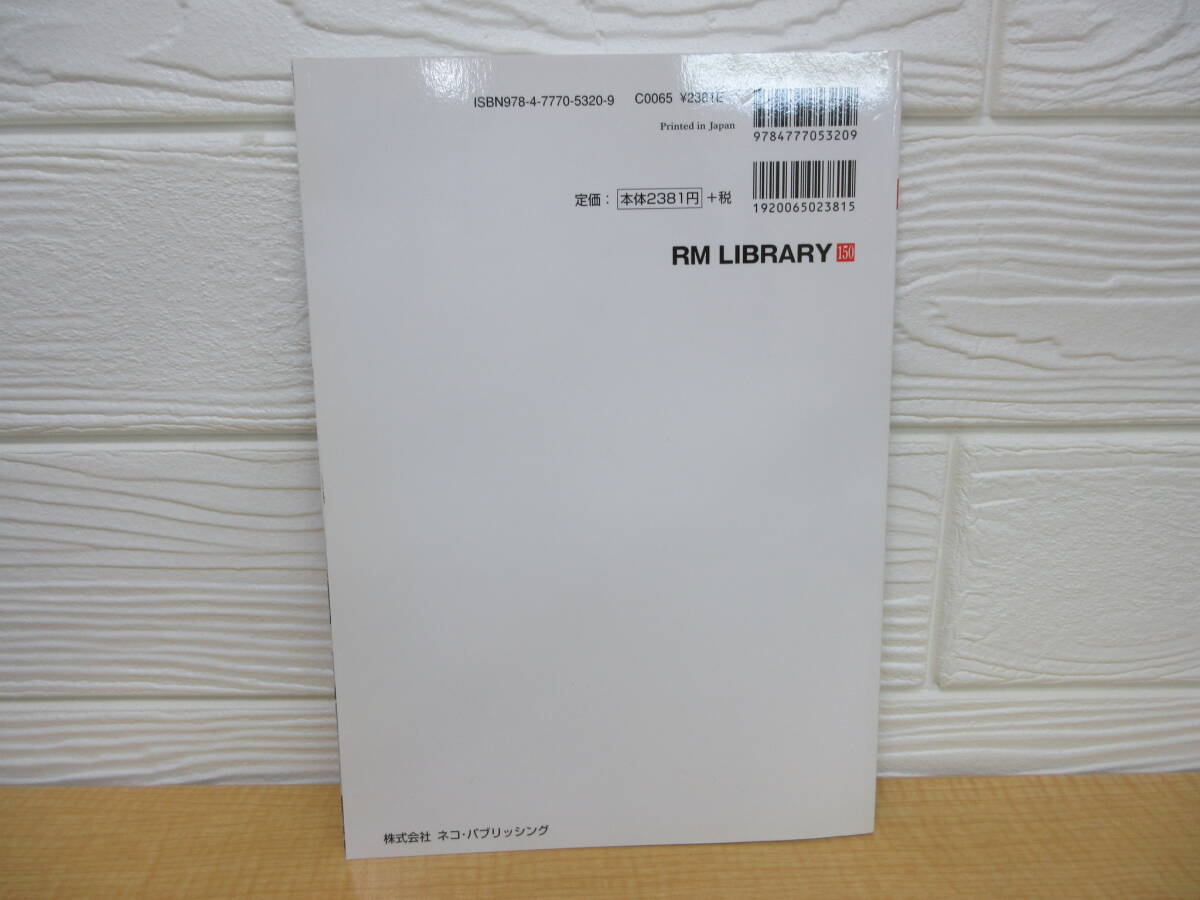 ISBN978-4-7770-5320-9 C0065 ¥2381E
Printed in Japan
9784777053209
定価： 本体2381円 +税
1920065023815
RM LIBRARY 150
株式会社 ネコ・パブリッシング